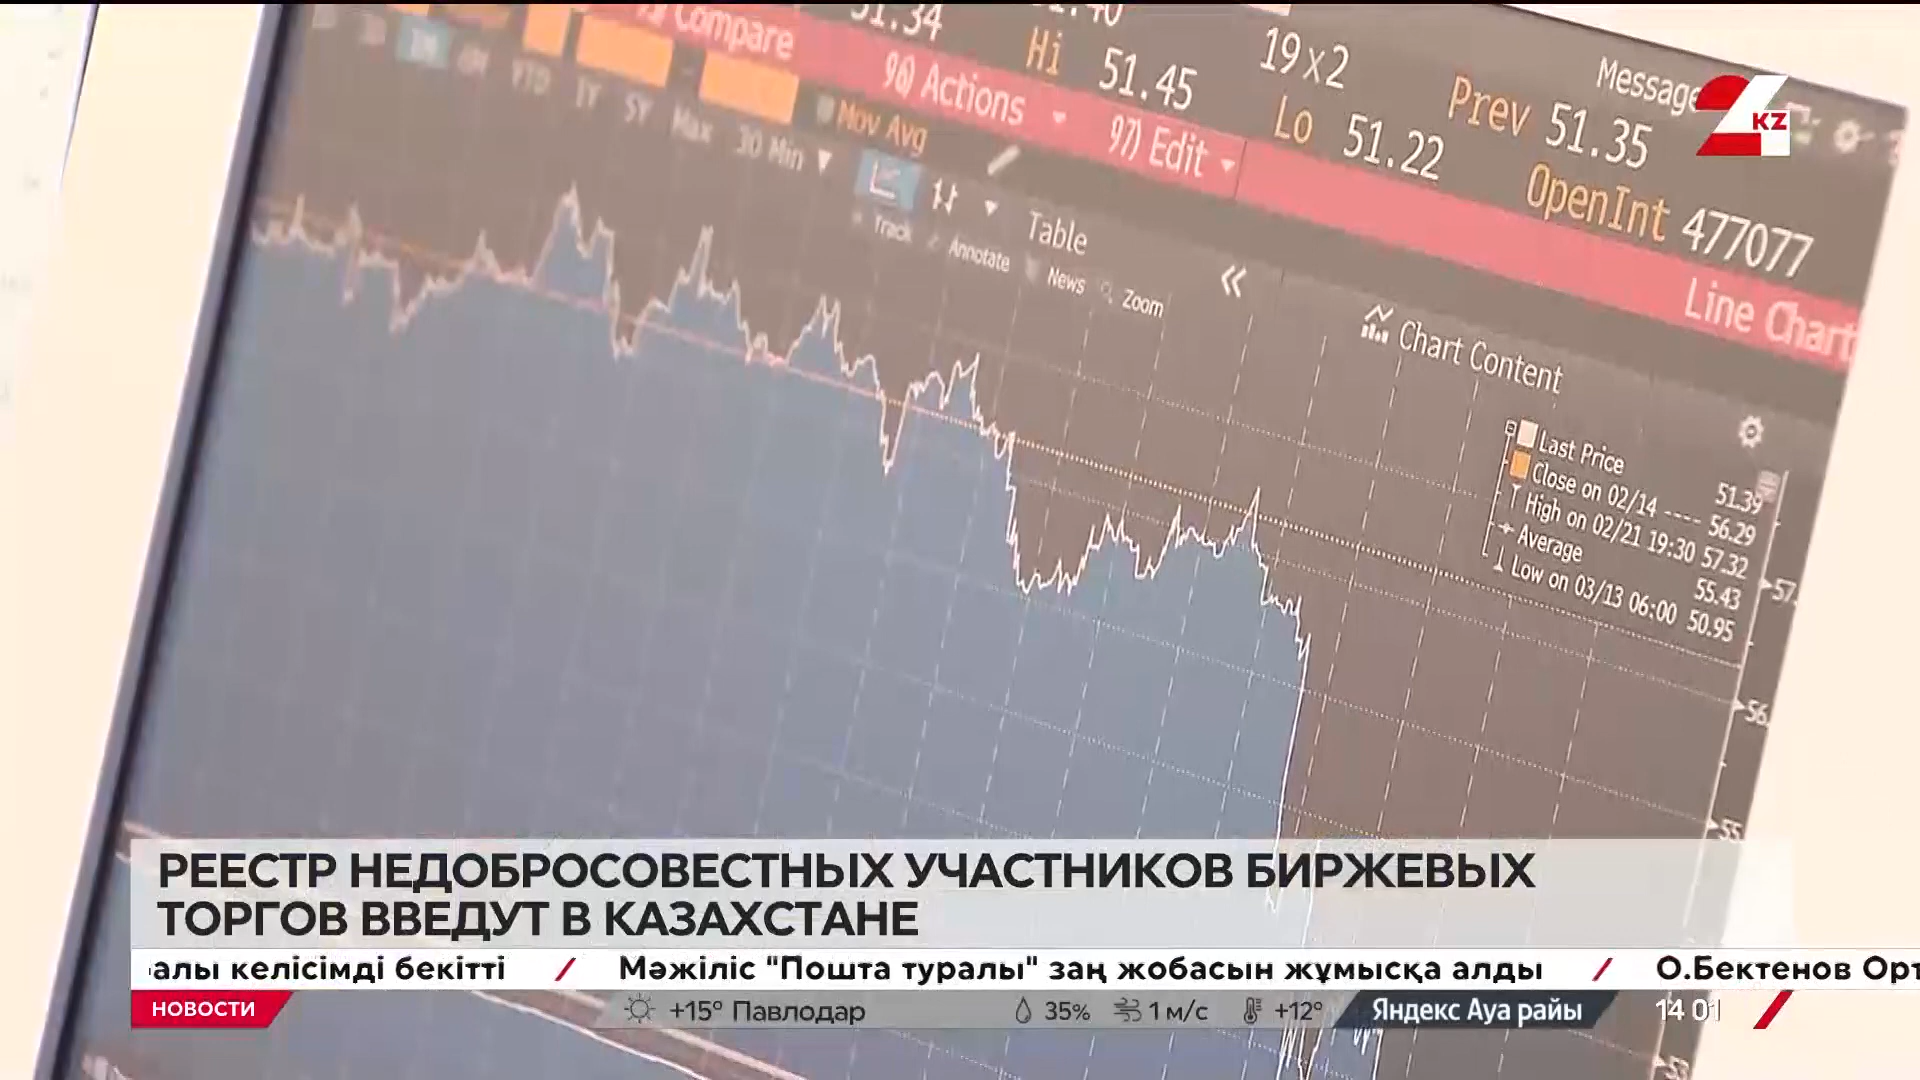 Compare
51.34
Hi 51.45
19x2
Message
96) Actions
97) Edit
Lo 51.22
Prev 51.35
OpenInt 477077
KZ
YTD 1Y 5Y Max 30 Min
Mov Avg
Table
Track Annotate News Zoom
«
Line Chart
Chart Content
Last Price 51.39
Close on 02/14 ---- 56.29
High on 02/21 19:30 57.32
Average 55.43
Low on 03/13 06:00 50.95
57
56
55
53
РЕЕСТР НЕДОБРОСОВЕСТНЫХ УЧАСТНИКОВ БИРЖЕВЫХ
ТОРГОВ ВВЕДУТ В КАЗАХСТАНЕ
алы келісімді бекітті / Мәжіліс "Пошта туралы" заң жобасын жұмысқа алды / О.Бектенов Орт
НОВОСТИ
+15° Павлодар 35% 1 м/с +12° Яндекс Ауа райы 14 01